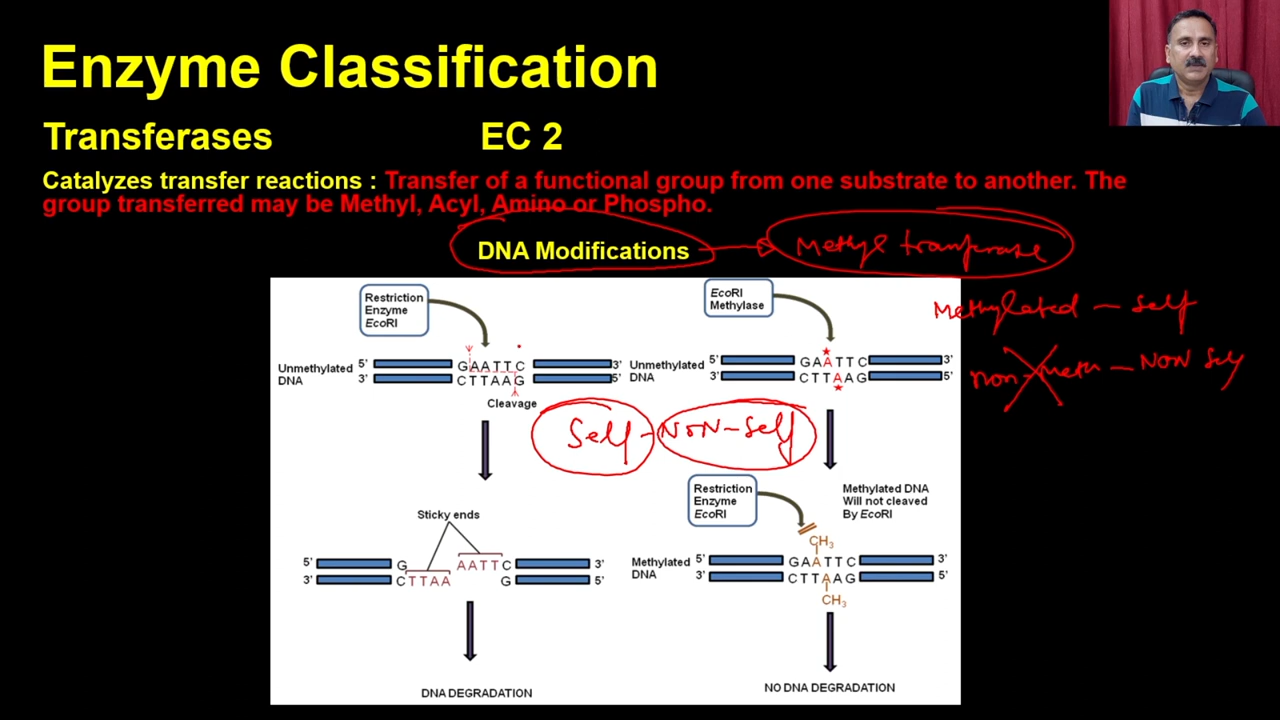 Enzyme Classification
Transferases EC 2
Catalyzes transfer reactions : Transfer of a functional group from one substrate to another. The
group transferred may be Methyl, Acyl, Amino or Phospho.
DNA Modifications
Methyl tranferase
Methylated - Self
Non-meth - NON Self
Restriction
Enzyme
EcoRI
Unmethylated
DNA
5' GAATTC 3'
3' CTTAAG 5'
Cleavage
EcoRI
Methylase
Unmethylated
DNA
5' GAATTC 3'
3' CTTAAG 5'
Self - NON-Self
Sticky ends
5' G AATTC 3'
3' CTTAA G 5'
DNA DEGRADATION
Restriction
Enzyme
EcoRI
Methylated DNA
Will not cleaved
By EcoRI
CH3
Methylated
DNA
5' GAATTC 3'
3' CTTAAG 5'
CH3
NO DNA DEGRADATION